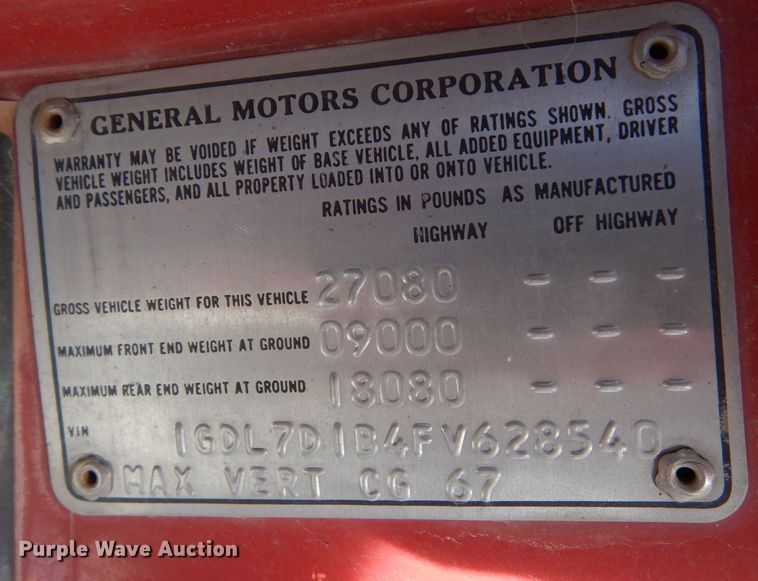 GENERAL MOTORS CORPORATION
WARRANTY MAY BE VOIDED IF WEIGHT EXCEEDS ANY OF RATINGS SHOWN. GROSS
VEHICLE WEIGHT INCLUDES WEIGHT OF BASE VEHICLE, ALL ADDED EQUIPMENT, DRIVER
AND PASSENGERS, AND ALL PROPERTY LOADED INTO OR ONTO VEHICLE.
RATINGS IN POUNDS AS MANUFACTURED
HIGHWAY OFF HIGHWAY
GROSS VEHICLE WEIGHT FOR THIS VEHICLE 27080 - - -
MAXIMUM FRONT END WEIGHT AT GROUND 09000 - - -
MAXIMUM REAR END WEIGHT AT GROUND 18080 - - -
VIN 1GDL7D1B4FV628540
MAX VERT CG 67
Purple Wave Auction